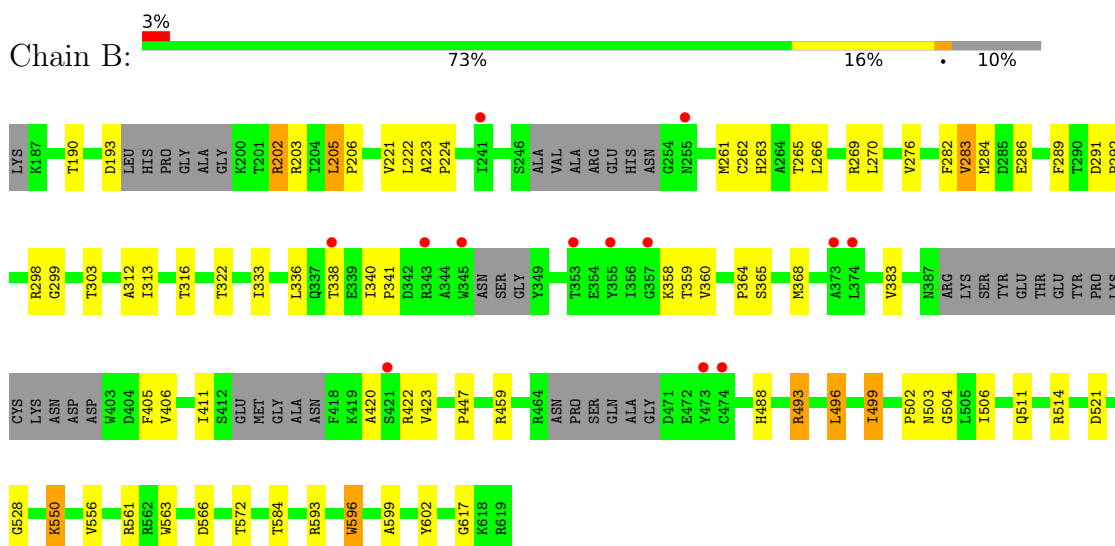 3%
Chain B:
73% 16% • 10%
LYS K187 T190 D193 LEU HIS PRO GLY ALA GLY K200 T201 R202 R203 I204 L205 P206 V221 L222 A223 P224 I241 S246 ALA VAL ALA ARG GLU HIS ASN G254 N255 M261 C262 H263 A264 T265 L266 R269 L270 V276 F282 V283 M284 D285 E286 F289 T290 D291 P292
R298 G299 T303 A312 I313 T316 T322 I333 L336 Q337 T338 E339 I340 P341 D342 R343 A344 W345 ASN SER GLY Y349 T353 E354 Y355 I356 G357 K358 T359 V360 P364 S365 M368 A373 L374 V383 N387 ARG LYS SER TYR GLU THR GLU TYR PRO LYS
CYS LYS ASN ASP ASP W403 D404 F405 V406 I411 S412 GLU MET GLY ALA ASN F418 K419 A420 S421 R422 V423 P447 R459 R464 ASN PRO SER GLN ALA GLY D471 E472 Y473 C474 H488 R493 L496 I499 P502 N503 G504 L505 I506 Q511 R514 D521
G528 K550 V556 R561 R562 W563 D566 T572 T584 R593 W596 A599 Y602 G617 K618 R619